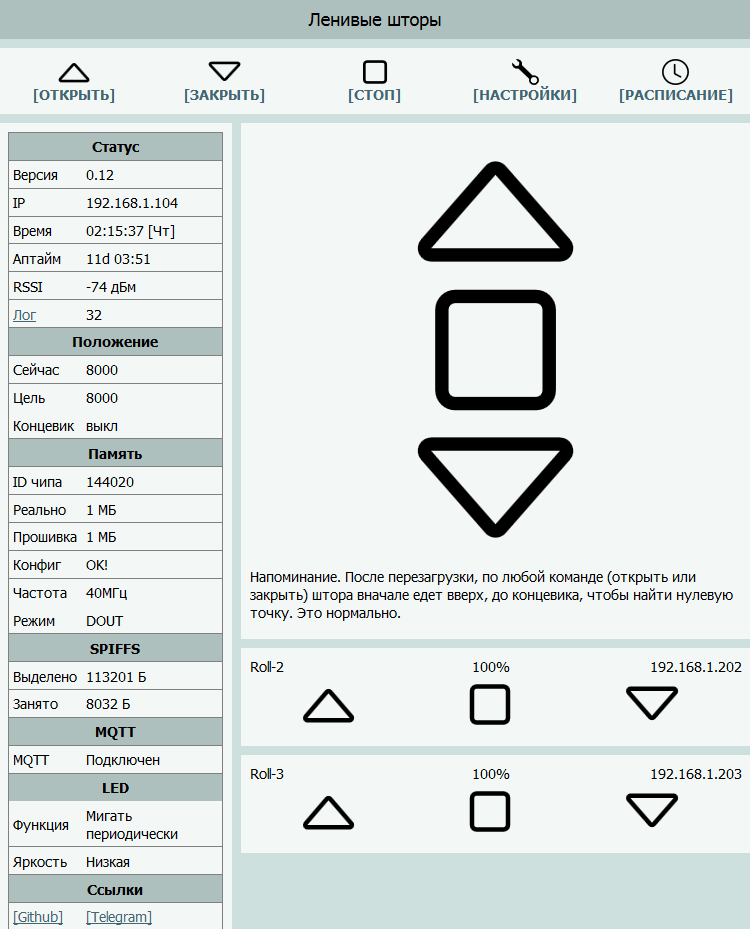 Ленивые шторы
[ОТКРЫТЬ] [ЗАКРЫТЬ] [СТОП] [НАСТРОЙКИ] [РАСПИСАНИЕ]
Статус
Версия 0.12
IP 192.168.1.104
Время 02:15:37 [Чт]
Аптайм 11d 03:51
RSSI -74 дБм
Лог 32
Положение
Сейчас 8000
Цель 8000
Концевик выкл
Память
ID чипа 144020
Реально 1 МБ
Прошивка 1 МБ
Конфиг OK!
Частота 40МГц
Режим DOUT
SPIFFS
Выделено 113201 Б
Занято 8032 Б
MQTT
MQTT Подключен
LED
Функция Мигать
периодически
Яркость Низкая
Ссылки
[Github] [Telegram]
Напоминание. После перезагрузки, по любой команде (открыть или
закрыть) штора вначале едет вверх, до концевика, чтобы найти нулевую
точку. Это нормально.
Roll-2 100% 192.168.1.202
Roll-3 100% 192.168.1.203